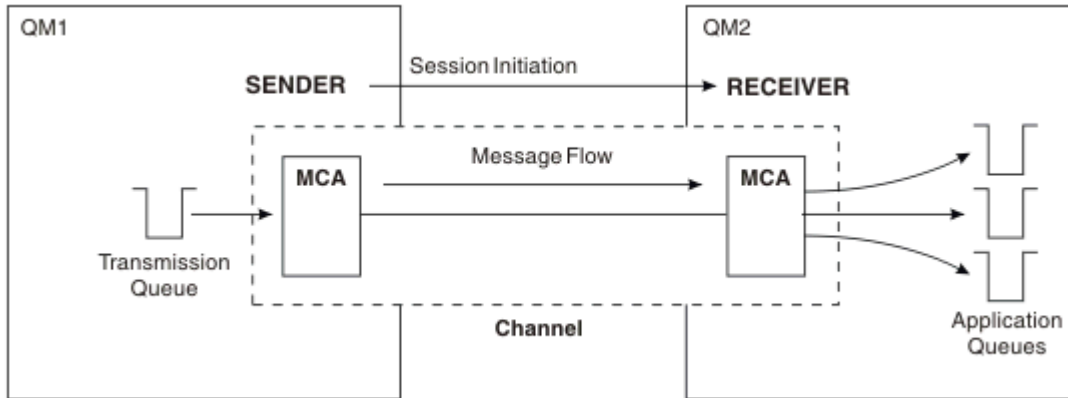 QM1
QM2
Session Initiation
SENDER
RECEIVER
Message Flow
MCA
MCA
Transmission
Queue
Channel
Application
Queues